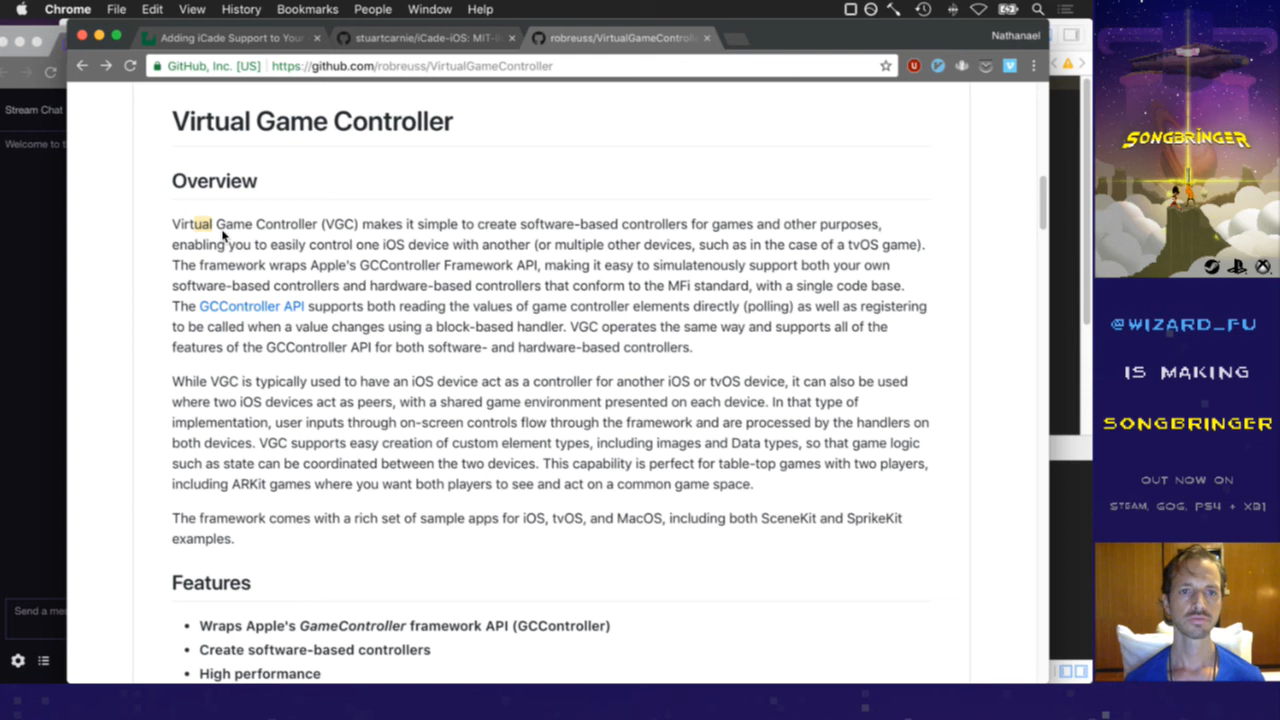 Chrome File Edit View History Bookmarks People Window Help
Adding iCade Support to Your
stuartcarnie/iCade-iOS: MIT-
robreuss/VirtualGameControll
Nathanael
GitHub, Inc. [US] https://github.com/robreuss/VirtualGameController
Stream Chat
Welcome to
Virtual Game Controller
Overview
Virtual Game Controller (VGC) makes it simple to create software-based controllers for games and other purposes,
enabling you to easily control one iOS device with another (or multiple other devices, such as in the case of a tvOS game).
The framework wraps Apple's GCController Framework API, making it easy to simulatenously support both your own
software-based controllers and hardware-based controllers that conform to the MFi standard, with a single code base.
The GCController API supports both reading the values of game controller elements directly (polling) as well as registering
to be called when a value changes using a block-based handler. VGC operates the same way and supports all of the
features of the GCController API for both software- and hardware-based controllers.
While VGC is typically used to have an iOS device act as a controller for another iOS or tvOS device, it can also be used
where two iOS devices act as peers, with a shared game environment presented on each device. In that type of
implementation, user inputs through on-screen controls flow through the framework and are processed by the handlers on
both devices. VGC supports easy creation of custom element types, including images and Data types, so that game logic
such as state can be coordinated between the two devices. This capability is perfect for table-top games with two players,
including ARKit games where you want both players to see and act on a common game space.
The framework comes with a rich set of sample apps for iOS, tvOS, and MacOS, including both SceneKit and SprikeKit
examples.
Features
Wraps Apple's GameController framework API (GCController)
Create software-based controllers
High performance
Send a me
SONGBRINGER
@WIZARD_FU
IS MAKING
SONGBRINGER
OUT NOW ON
STEAM, GOG, PS4 + XB1